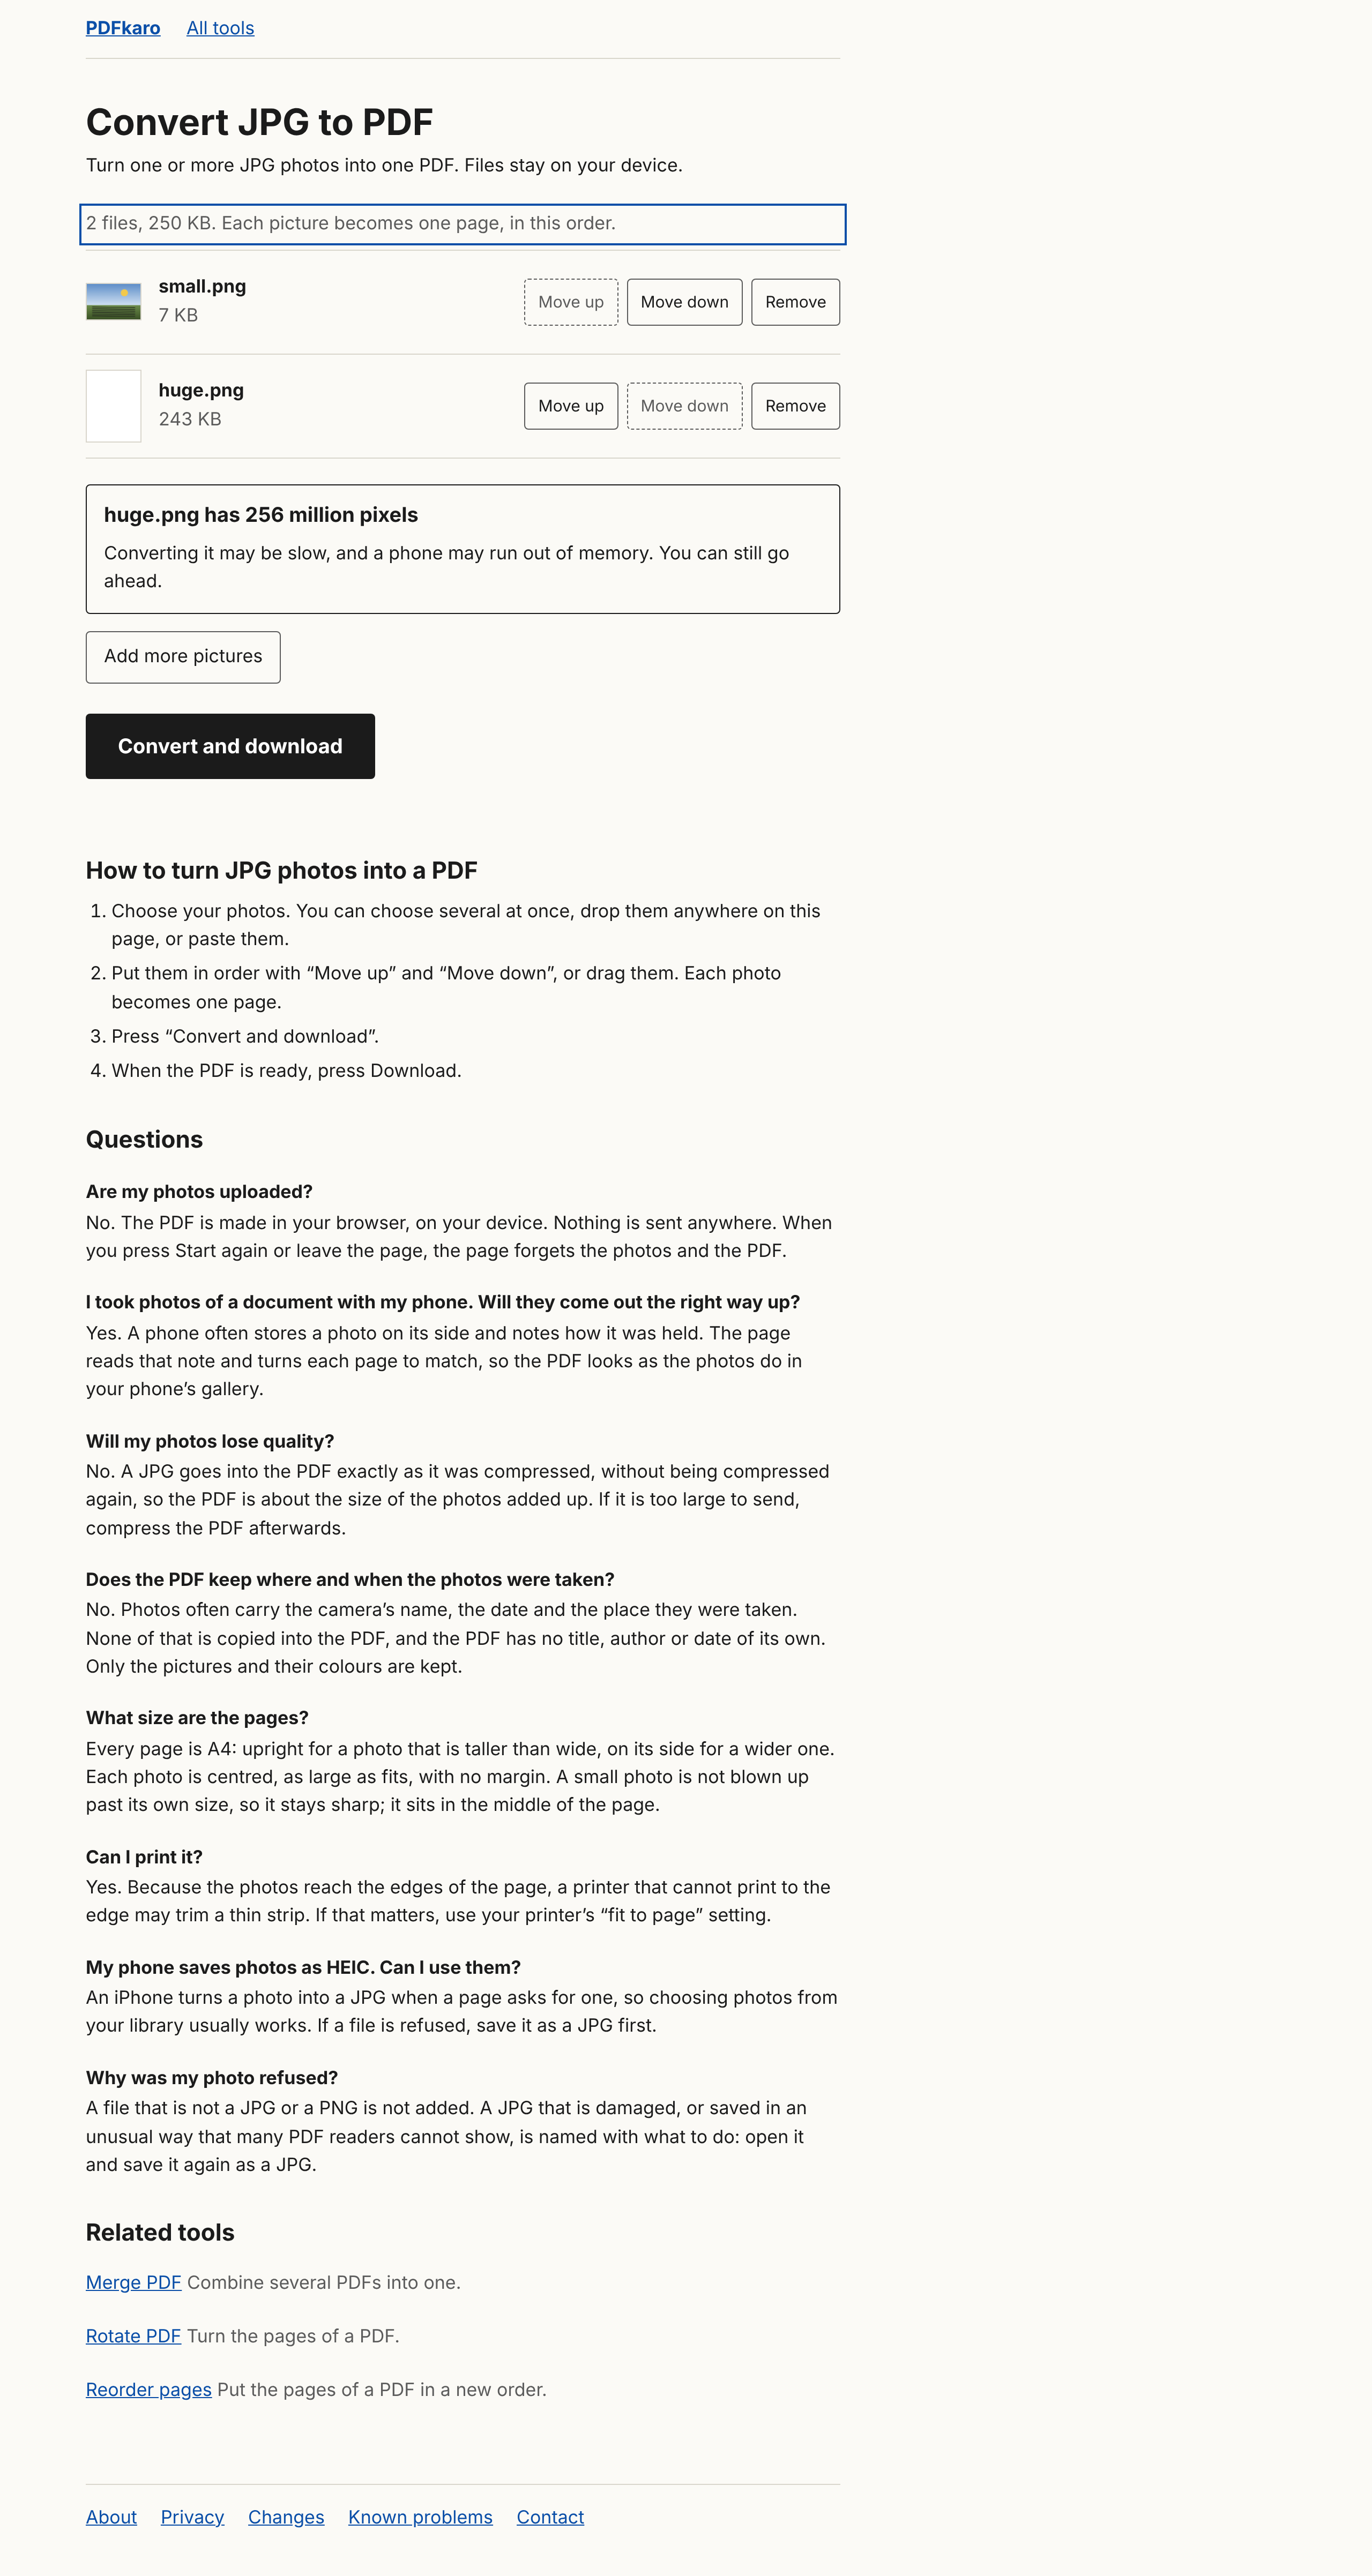 PDFkaro All tools
Convert JPG to PDF
Turn one or more JPG photos into one PDF. Files stay on your device.
2 files, 250 KB. Each picture becomes one page, in this order.
small.png
7 KB
Move up Move down Remove
huge.png
243 KB
Move up Move down Remove
huge.png has 256 million pixels
Converting it may be slow, and a phone may run out of memory. You can still go
ahead.
Add more pictures
Convert and download
How to turn JPG photos into a PDF
1. Choose your photos. You can choose several at once, drop them anywhere on this
page, or paste them.
2. Put them in order with “Move up” and “Move down”, or drag them. Each photo
becomes one page.
3. Press “Convert and download”.
4. When the PDF is ready, press Download.
Questions
Are my photos uploaded?
No. The PDF is made in your browser, on your device. Nothing is sent anywhere. When
you press Start again or leave the page, the page forgets the photos and the PDF.
I took photos of a document with my phone. Will they come out the right way up?
Yes. A phone often stores a photo on its side and notes how it was held. The page
reads that note and turns each page to match, so the PDF looks as the photos do in
your phone’s gallery.
Will my photos lose quality?
No. A JPG goes into the PDF exactly as it was compressed, without being compressed
again, so the PDF is about the size of the photos added up. If it is too large to send,
compress the PDF afterwards.
Does the PDF keep where and when the photos were taken?
No. Photos often carry the camera’s name, the date and the place they were taken.
None of that is copied into the PDF, and the PDF has no title, author or date of its own.
Only the pictures and their colours are kept.
What size are the pages?
Every page is A4: upright for a photo that is taller than wide, on its side for a wider one.
Each photo is centred, as large as fits, with no margin. A small photo is not blown up
past its own size, so it stays sharp; it sits in the middle of the page.
Can I print it?
Yes. Because the photos reach the edges of the page, a printer that cannot print to the
edge may trim a thin strip. If that matters, use your printer’s “fit to page” setting.
My phone saves photos as HEIC. Can I use them?
An iPhone turns a photo into a JPG when a page asks for one, so choosing photos from
your library usually works. If a file is refused, save it as a JPG first.
Why was my photo refused?
A file that is not a JPG or a PNG is not added. A JPG that is damaged, or saved in an
unusual way that many PDF readers cannot show, is named with what to do: open it
and save it again as a JPG.
Related tools
Merge PDF Combine several PDFs into one.
Rotate PDF Turn the pages of a PDF.
Reorder pages Put the pages of a PDF in a new order.
About Privacy Changes Known problems Contact